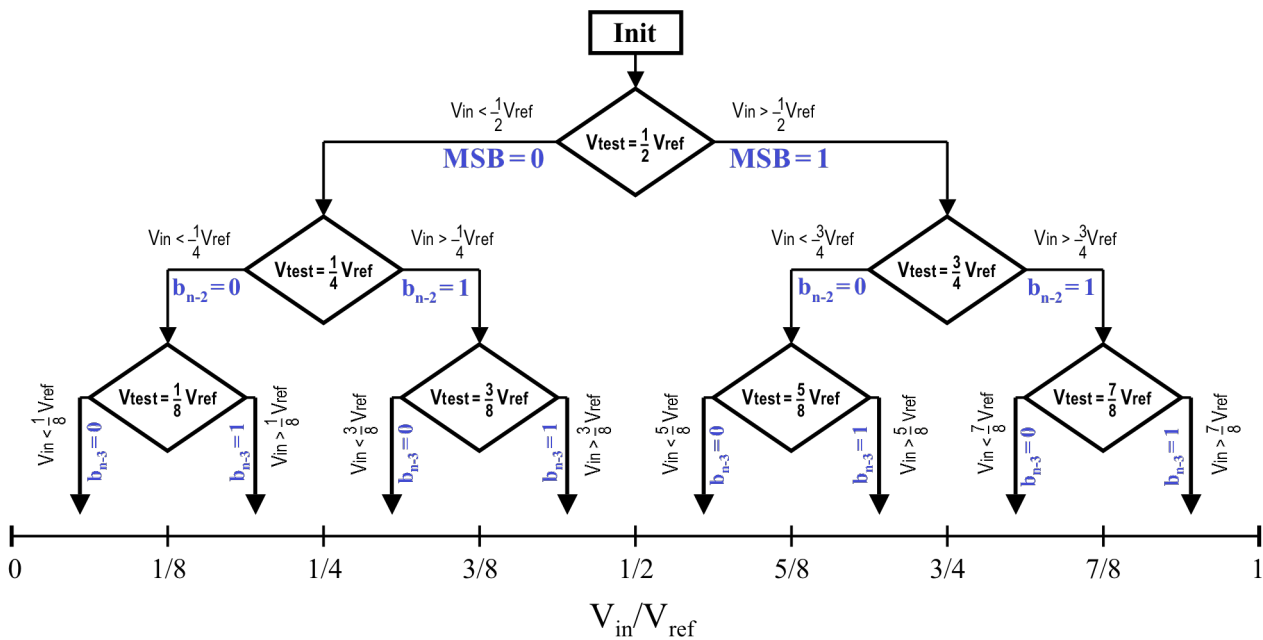 Init
Vin < 1/2 Vref
Vin > 1/2 Vref
Vtest = 1/2 Vref
MSB = 0
MSB = 1
Vin < 1/4 Vref
Vin > 1/4 Vref
Vin < 3/4 Vref
Vin > 3/4 Vref
Vtest = 1/4 Vref
Vtest = 3/4 Vref
bn-2 = 0
bn-2 = 1
bn-2 = 0
bn-2 = 1
Vtest = 1/8 Vref
Vtest = 3/8 Vref
Vtest = 5/8 Vref
Vtest = 7/8 Vref
Vin < 1/8 Vref
bn-3 = 0
bn-3 = 1
Vin > 1/8 Vref
Vin < 3/8 Vref
bn-3 = 0
bn-3 = 1
Vin > 3/8 Vref
Vin < 5/8 Vref
bn-3 = 0
bn-3 = 1
Vin > 5/8 Vref
Vin < 7/8 Vref
bn-3 = 0
bn-3 = 1
Vin > 7/8 Vref
0 1/8 1/4 3/8 1/2 5/8 3/4 7/8 1
Vin/Vref